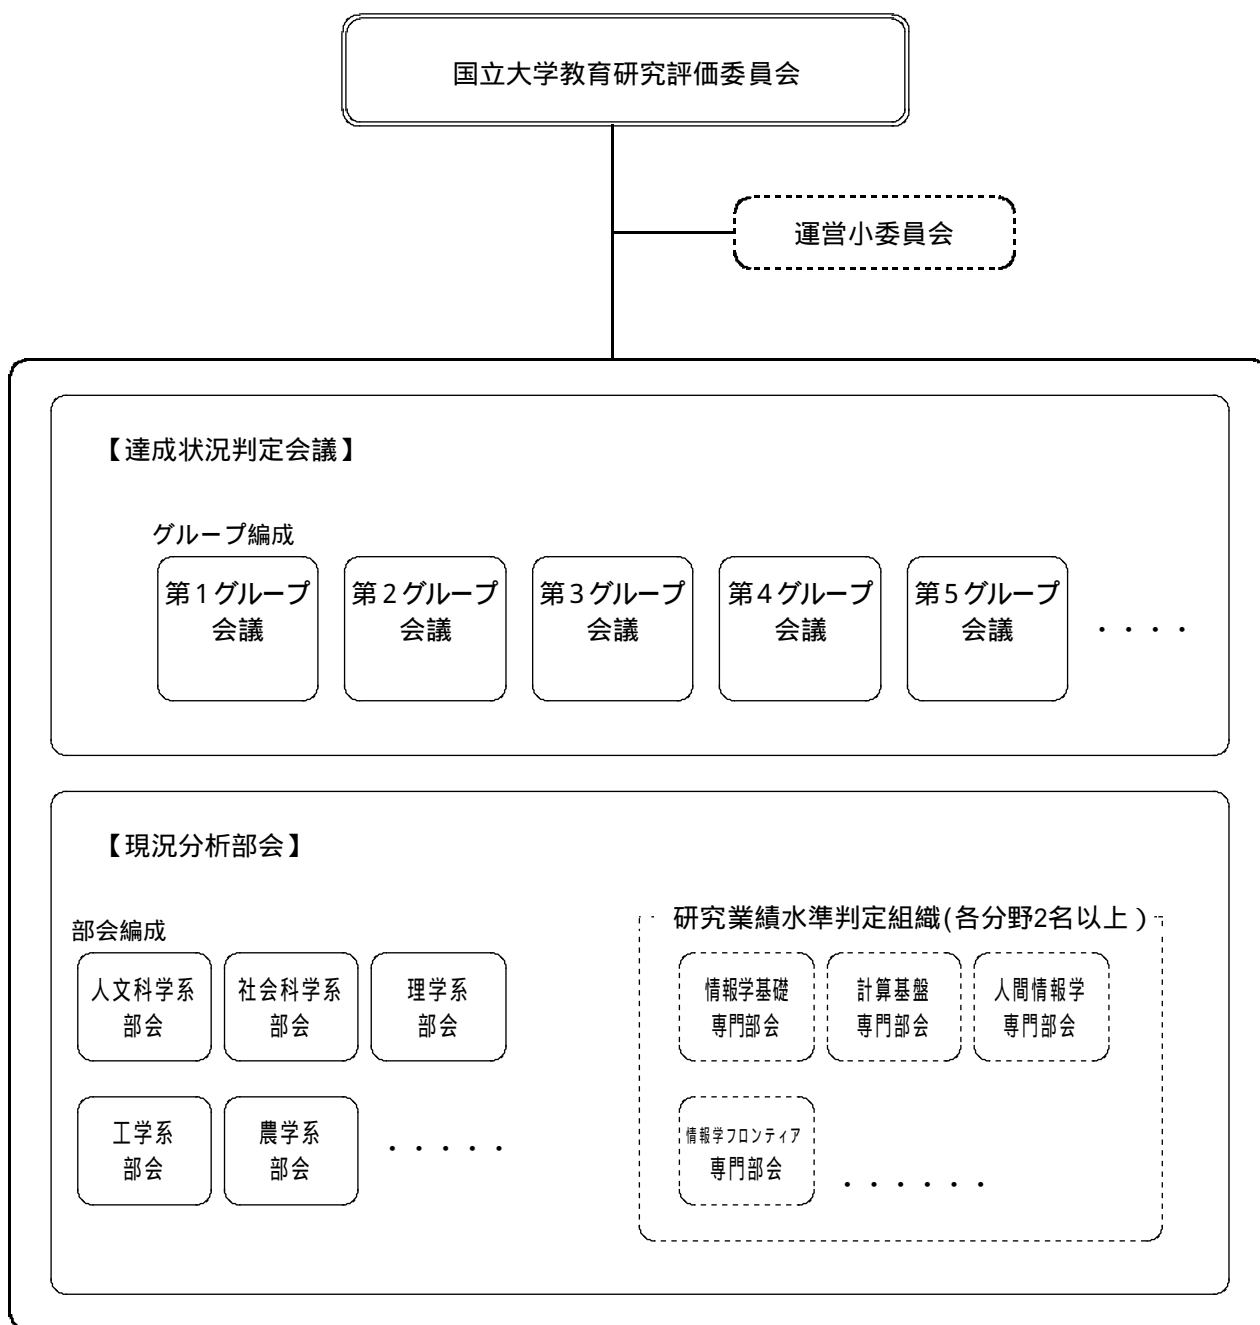 国立大学教育研究評価委員会
運営小委員会
【達成状況判定会議】
グループ編成
第1グループ
会議
第2グループ
会議
第3グループ
会議
第4グループ
会議
第5グループ
会議
・・・・
【現況分析部会】
部会編成
人文科学系
部会
社会科学系
部会
理学系
部会
工学系
部会
農学系
部会
・・・・・
研究業績水準判定組織(各分野2名以上)
情報学基礎
専門部会
計算基盤
専門部会
人間情報学
専門部会
情報学フロンティア
専門部会
・・・・・・